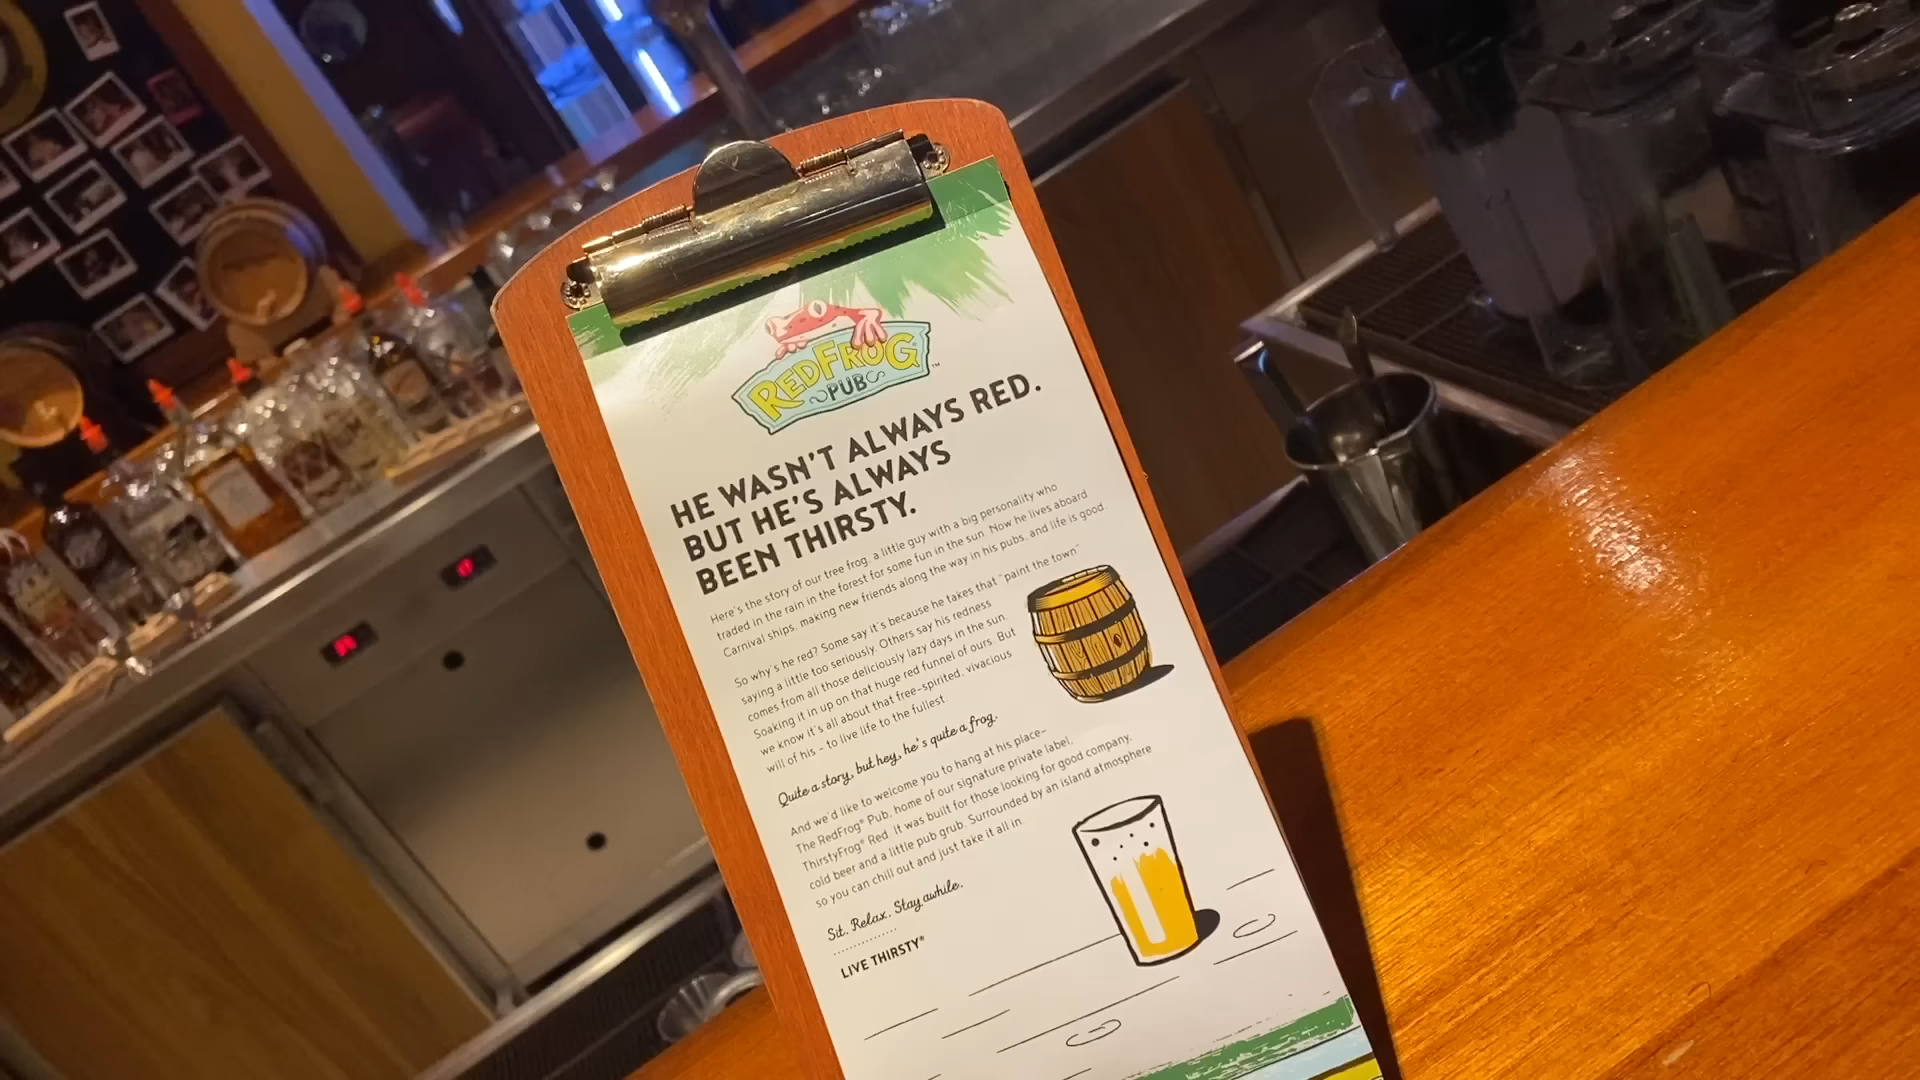 REDFROG
PUB
HE WASN'T ALWAYS RED.
BUT HE'S ALWAYS
BEEN THIRSTY.
Here's the story of our tree frog, a little guy with a big personality who
traded in the rain in the forest for some fun in the sun. Now he lives aboard
Carnival ships, making new friends along the way in his pubs, and life is good.
So why's he red? Some say it's because he takes that "paint the town"
saying a little too seriously. Others say his redness
comes from all those deliciously lazy days in the sun.
Soaking it in up on that huge red funnel of ours. But
we know it's all about that free-spirited, vivacious
will of his - to live life to the fullest.
Quite a story, but hey, he's quite a frog.
And we'd like to welcome you to hang at his place-
The RedFrog® Pub, home of our signature private label,
ThirstyFrog® Red. It was built for those looking for good company,
cold beer and a little pub grub. Surrounded by an island atmosphere
so you can chill out and just take it all in.
Sit. Relax. Stay awhile.
LIVE THIRSTY®